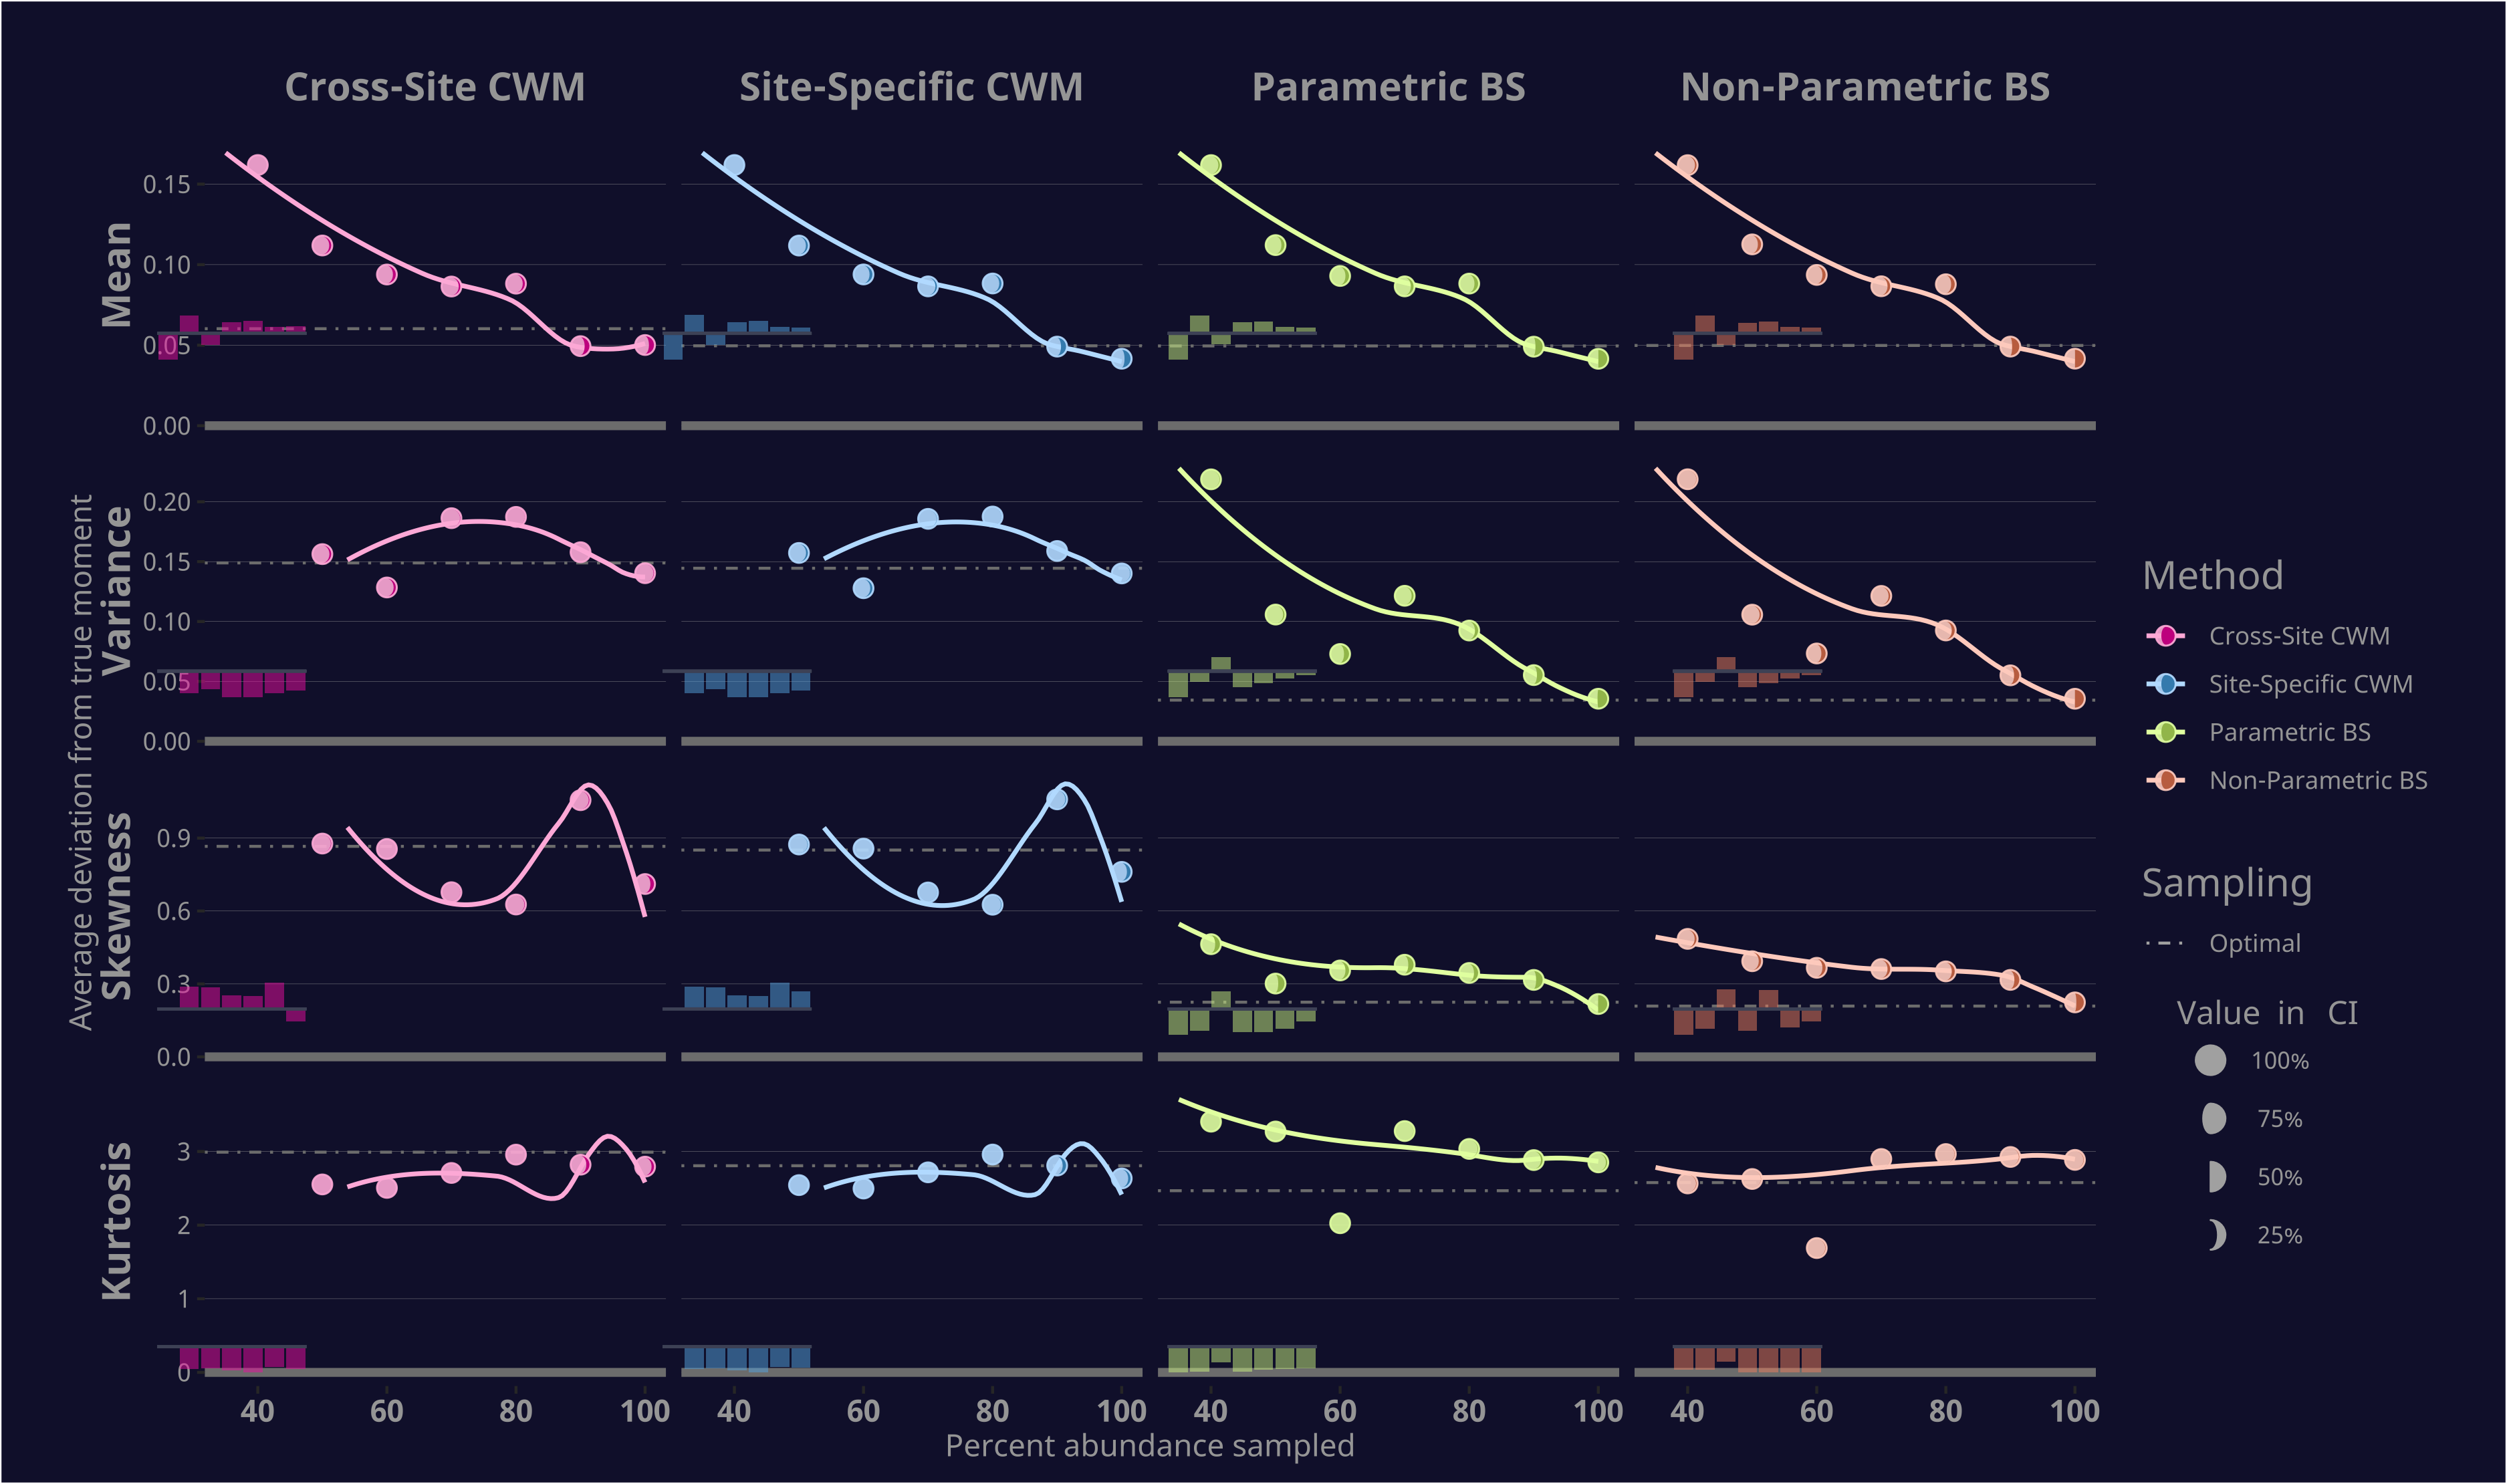 Cross-Site CWM
Site-Specific CWM
Parametric BS
Non-Parametric BS
Average deviation from true moment
Mean
0.15
0.10
0.05
0.00
Variance
0.20
0.15
0.10
0.05
0.00
Skewness
0.9
0.6
0.3
0.0
Kurtosis
3
2
1
0
40 60 80 100 40 60 80 100 40 60 80 100 40 60 80 100
Percent abundance sampled
Method
Cross-Site CWM
Site-Specific CWM
Parametric BS
Non-Parametric BS
Sampling
Optimal
Value in CI
100%
75%
50%
25%